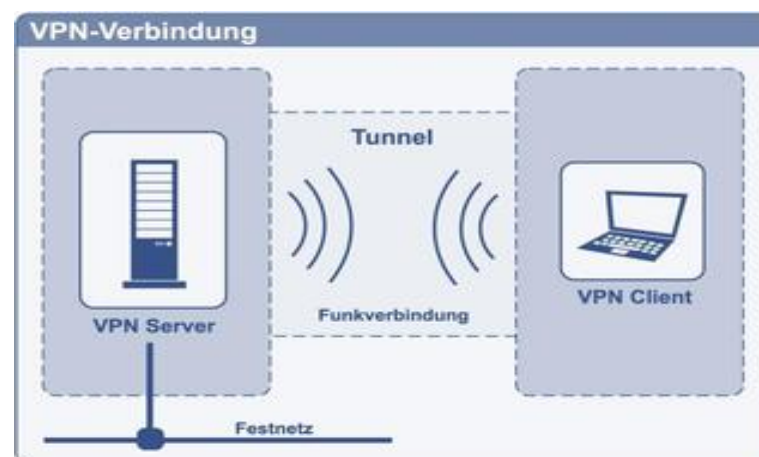 VPN-Verbindung
Tunnel
Funkverbindung
VPN Server
VPN Client
Festnetz